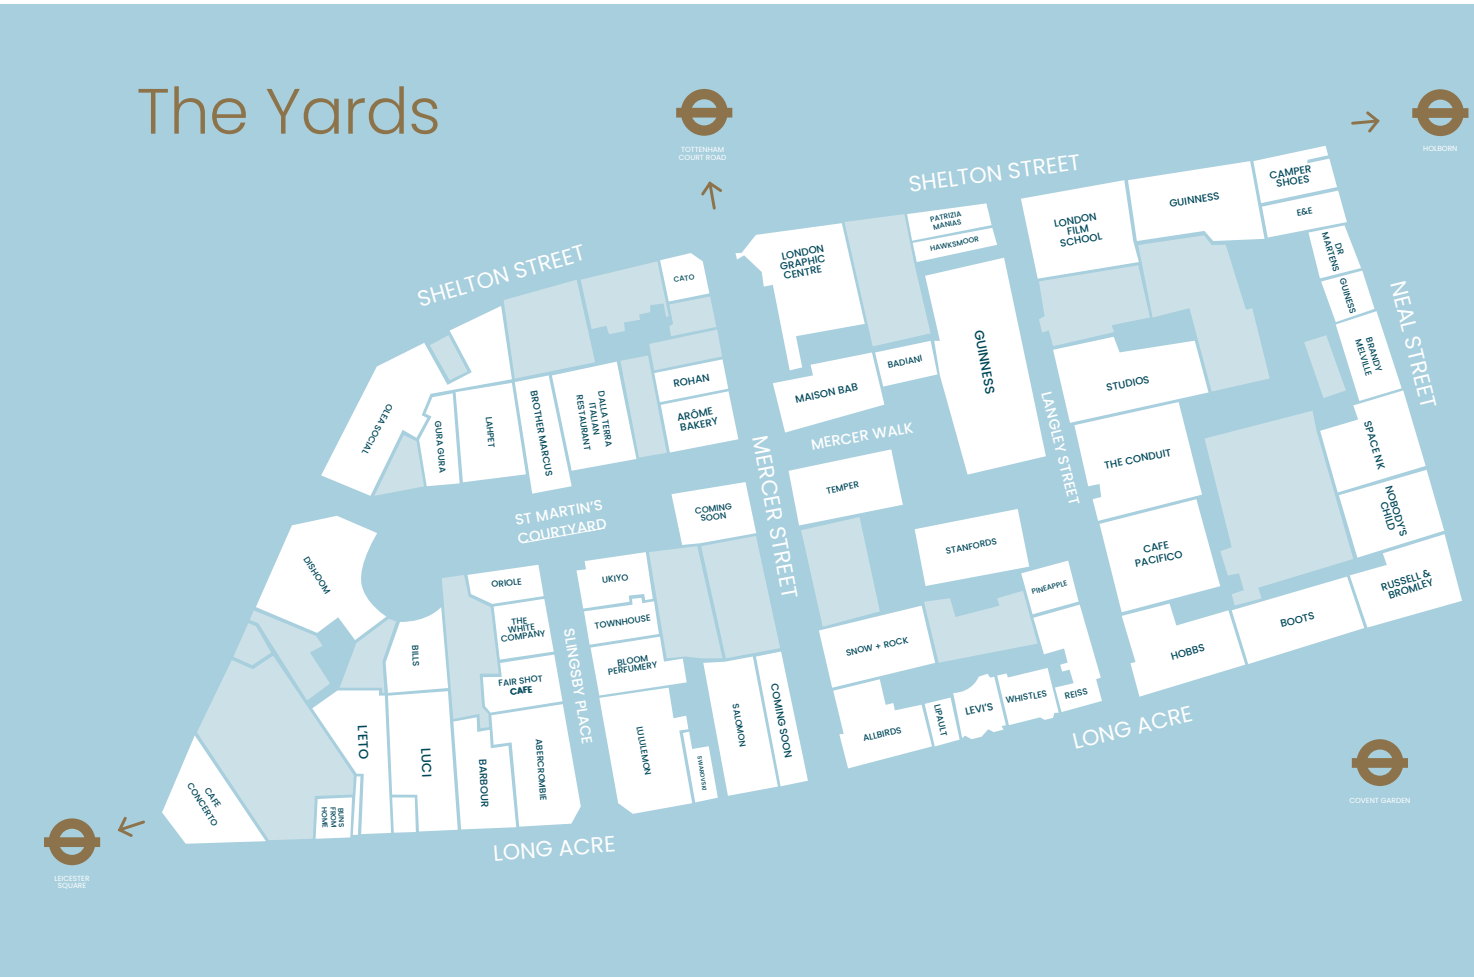 The Yards
TOTTENHAM
COURT ROAD
HOLBORN
SHELTON STREET
SHELTON STREET
CATO
LONDON
GRAPHIC
CENTRE
PATRIZIA
MANIAS
HAWKSMOOR
LONDON
FILM
SCHOOL
GUINNESS
CAMPER
SHOES
E&E
DR
MARTENS
GUINESS
BRANDY
MELVILLE
NEAL STREET
OLEA SOCIAL
GURA GURA
LAHPET
BROTHER MARCUS
DALLA TERRA
ITALIAN
RESTAURANT
ROHAN
ARÔME
BAKERY
MAISON BAB
BADIANI
GUINNESS
STUDIOS
MERCER WALK
MERCER STREET
LANGLEY STREET
THE CONDUIT
SPACE NK
NOBODY'S
CHILD
ST MARTIN'S
COURTYARD
COMING
SOON
TEMPER
STANFORDS
CAFE
PACIFICO
RUSSELL &
BROMLEY
DISHOOM
ORIOLE
UKIYO
THE
WHITE
COMPANY
TOWNHOUSE
PINEAPPLE
BOOTS
HOBBS
BILLS
FAIR SHOT
CAFE
SLINGSBY PLACE
BLOOM
PERFUMERY
SNOW + ROCK
L'ETO
LUCI
BARBOUR
ABERCROMBIE
LULULEMON
SWAROVSKI
SALOMON
COMING SOON
ALLBIRDS
LIPAULT
LEVI'S
WHISTLES
REISS
LONG ACRE
CAFE
CONCERTO
BUNS
FROM
HOME
LONG ACRE
COVENT GARDEN
LEICESTER
SQUARE